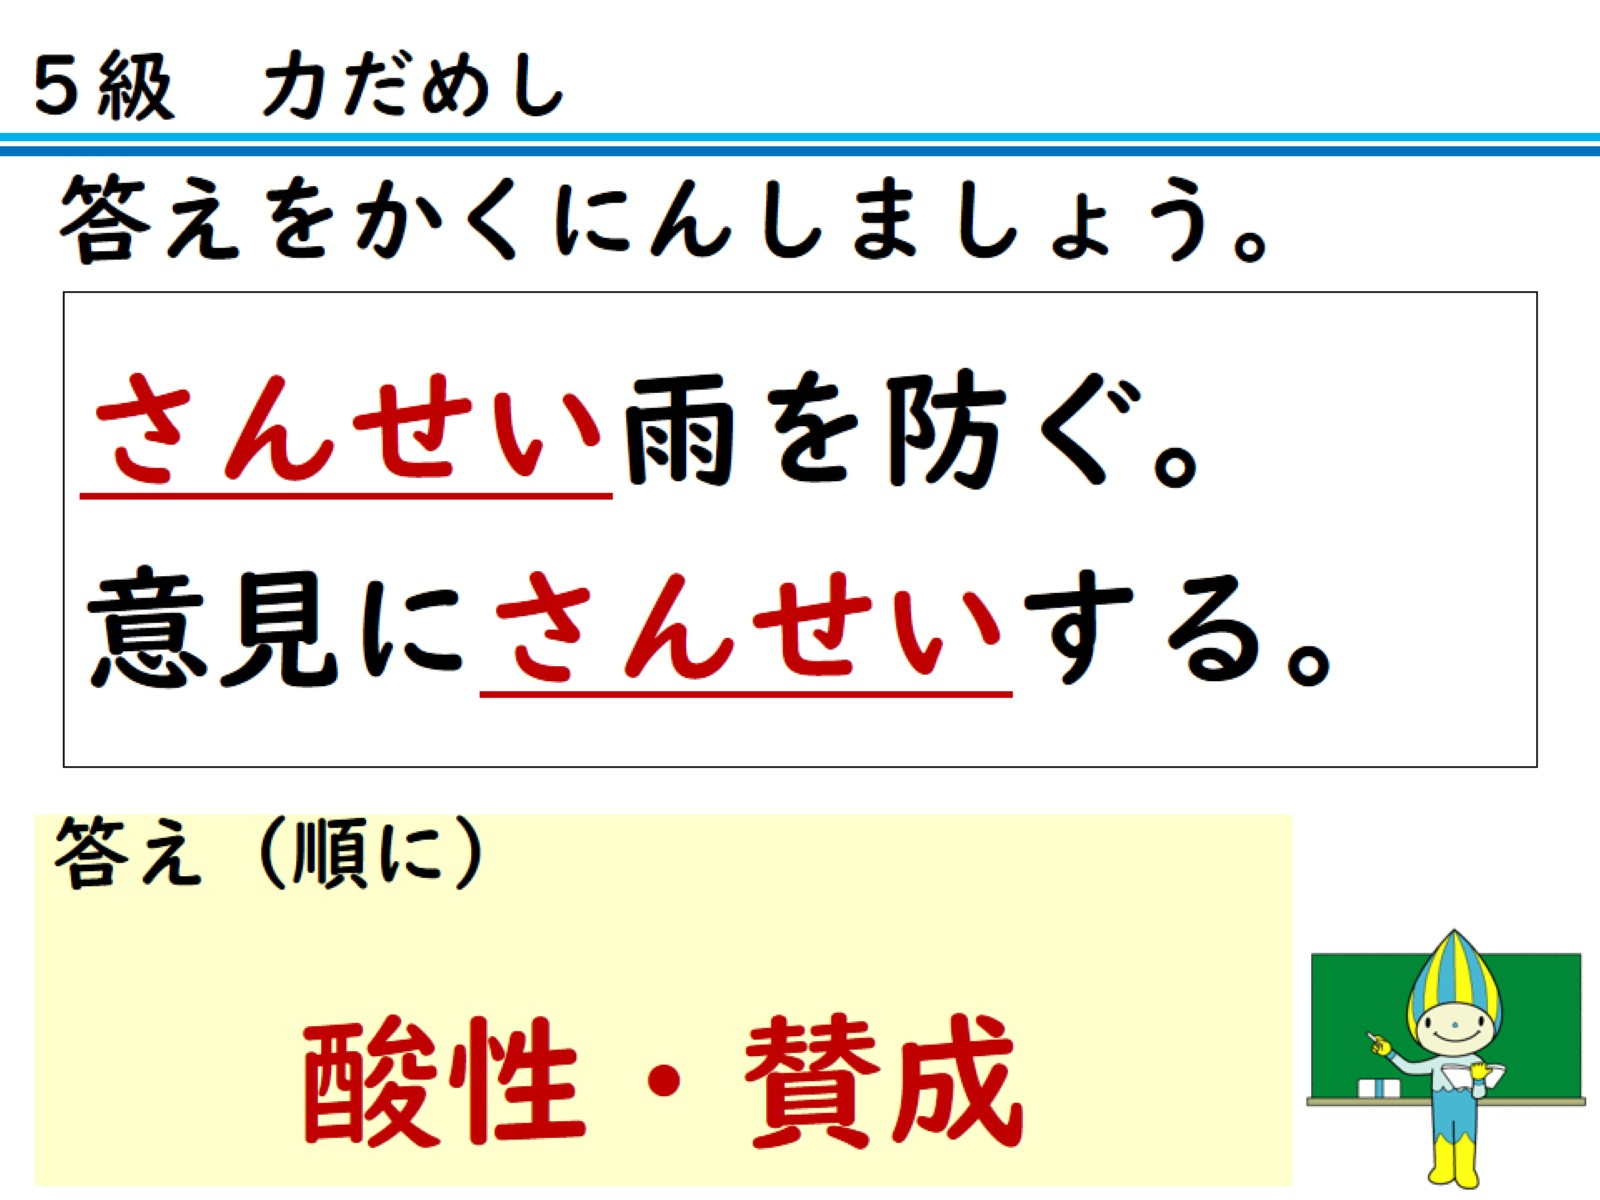 ５級　力だめし
答えをかくにんしましょう。
さんせい雨を防ぐ。
意見にさんせいする。
答え（順に）
酸性・賛成